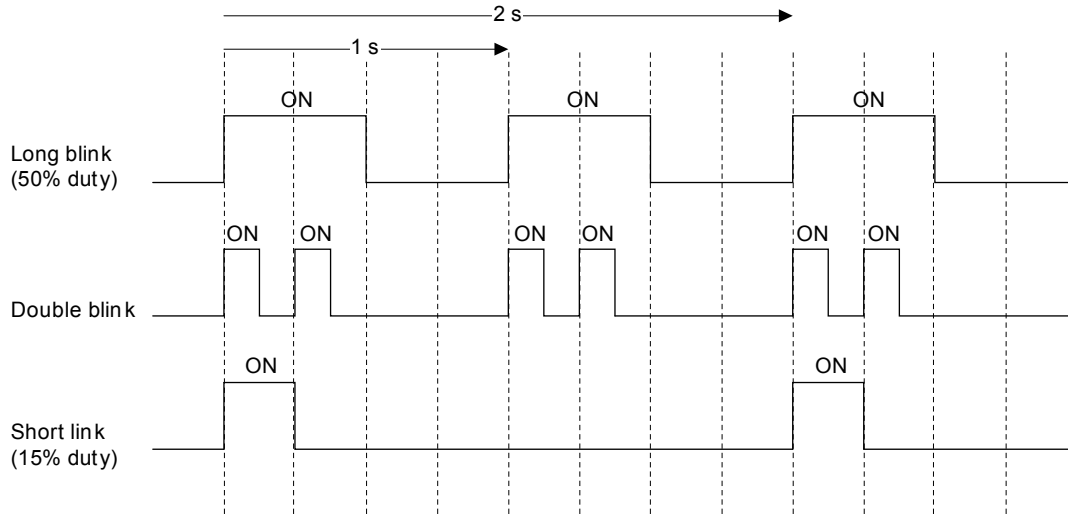 2 s
1 s
ON ON ON
Long blink
(50% duty)
ON ON ON ON ON ON
Double blink
ON ON
Short link
(15% duty)